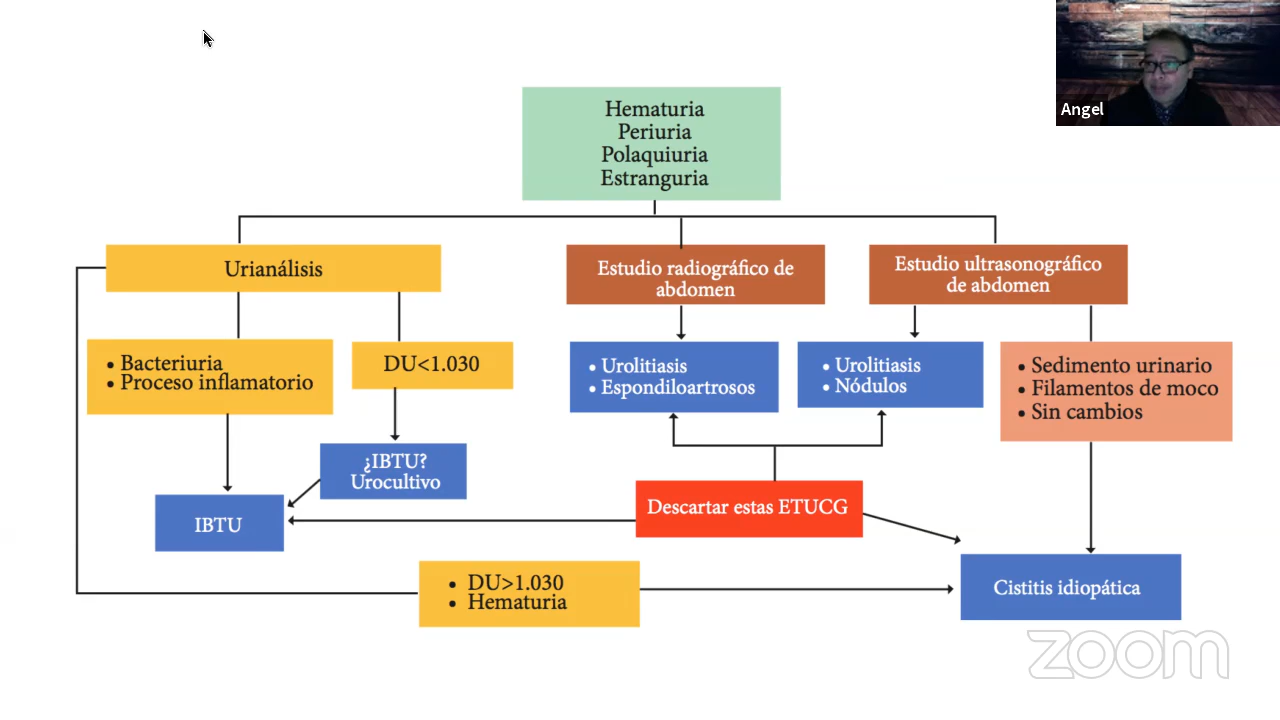 Angel
Hematuria
Periuria
Polaquiuria
Estranguria
Urianálisis
Estudio radiográfico de
abdomen
Estudio ultrasonográfico
de abdomen
• Bacteriuria
• Proceso inflamatorio
DU<1.030
• Urolitiasis
• Espondiloartrosos
• Urolitiasis
• Nódulos
• Sedimento urinario
• Filamentos de moco
• Sin cambios
¿IBTU?
Urocultivo
IBTU
Descartar estas ETUCG
• DU>1.030
• Hematuria
Cistitis idiopática
zoom